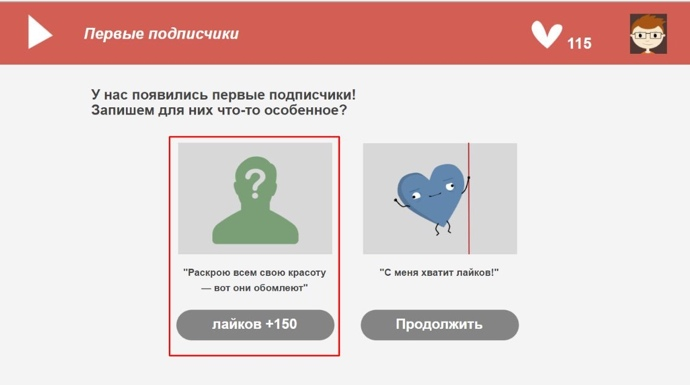 Первые подписчики
115
У нас появились первые подписчики!
Запишем для них что-то особенное?
?
"Раскрою всем свою красоту
— вот они обомлеют"
"С меня хватит лайков!"
лайков +150
Продолжить